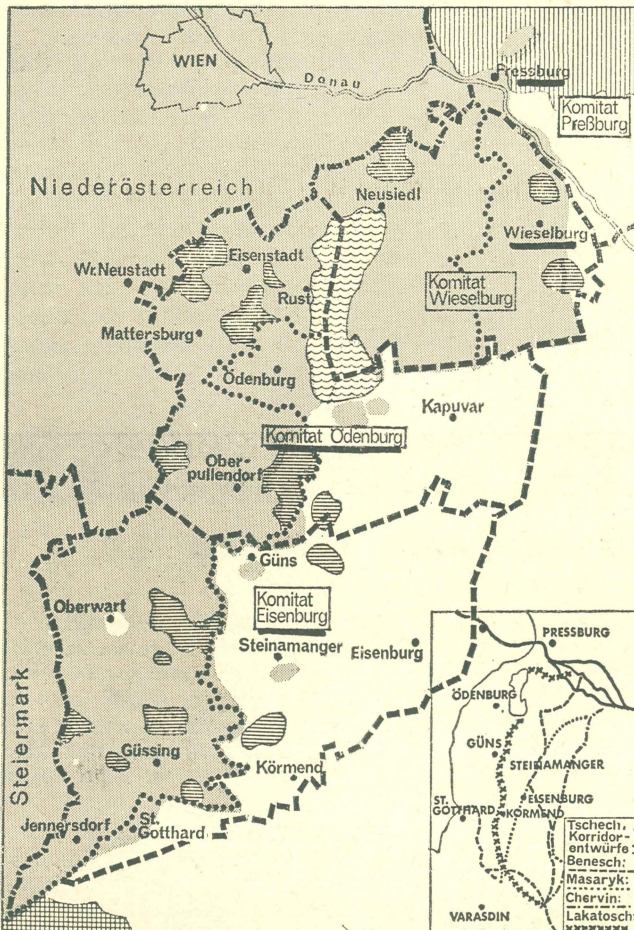 WIEN
Donau
Pressburg
Komitat
Preßburg
Niederösterreich
Neusiedl
Wieselburg
Wr.Neustadt
Eisenstadt
Rust
Komitat
Wieselburg
Mattersburg
Ödenburg
Kapuvar
Komitat Ödenburg
Ober-
pullendorf
Güns
Komitat
Eisenburg
Oberwart
Steinamanger
Eisenburg
Steiermark
Güssing
Körmend
Jennersdorf
St.
Gotthard
PRESSBURG
ÖDENBURG
GÜNS
STEINAMANGER
EISENBURG
ST.
GOTTHARD
KÖRMEND
VARASDIN
Tschech.
Korridor-
entwürfe:
Benesch:
Masaryk:
Chervin:
Lakatosch: